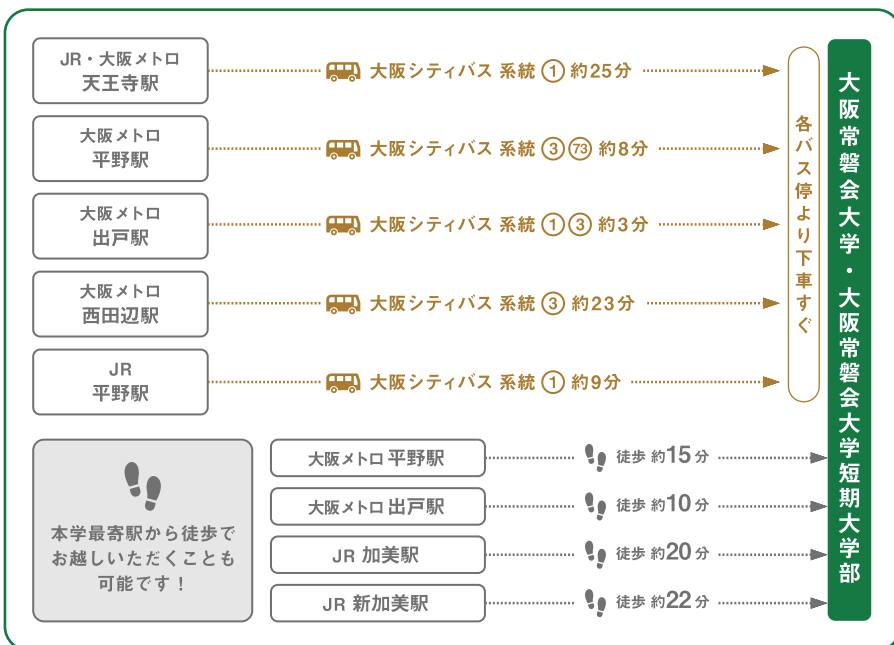 JR・大阪メトロ
天王寺駅
大阪シティバス 系統 ① 約25分
大阪メトロ
平野駅
大阪シティバス 系統 ③ 73 約8分
大阪メトロ
出戸駅
大阪シティバス 系統 ① ③ 約3分
大阪メトロ
西田辺駅
大阪シティバス 系統 ③ 約23分
JR
平野駅
大阪シティバス 系統 ① 約9分
各バス停より下車すぐ
大阪常磐会大学・大阪常磐会大学短期大学部
本学最寄駅から徒歩で
お越しいただくことも
可能です！
大阪メトロ 平野駅
徒歩 約15分
大阪メトロ 出戸駅
徒歩 約10分
JR 加美駅
徒歩 約20分
JR 新加美駅
徒歩 約22分